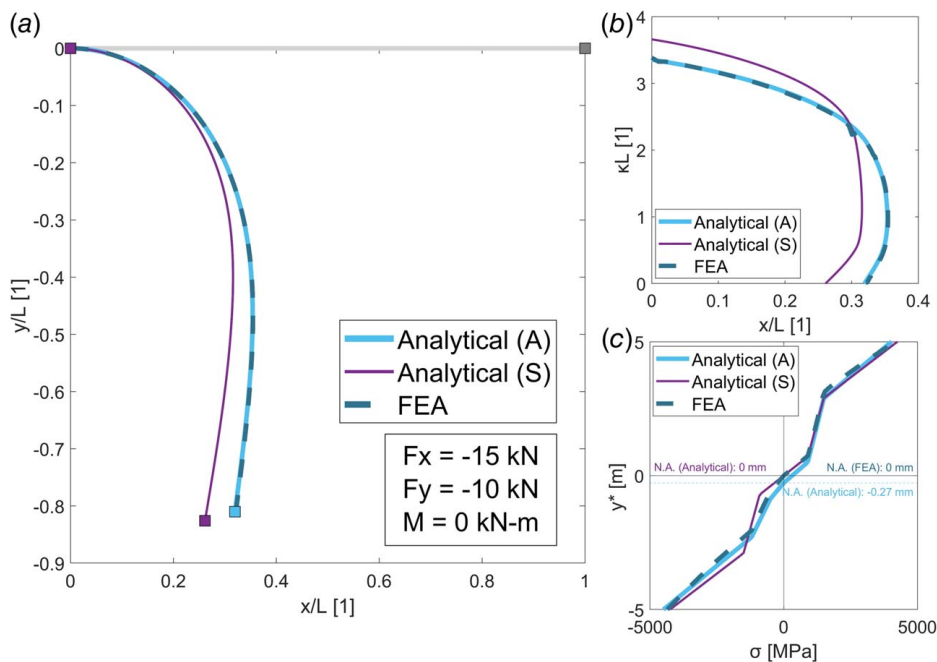 (a)
0
-0.1
-0.2
-0.3
-0.4
-0.5
-0.6
-0.7
-0.8
-0.9
y/L [1]
0
0.2
0.4
0.6
0.8
1
x/L [1]
Analytical (A)
Analytical (S)
FEA
Fx = -15 kN
Fy = -10 kN
M = 0 kN-m
(b)
4
3
2
1
0
κL [1]
Analytical (A)
Analytical (S)
FEA
0
0.1
0.2
0.3
0.4
x/L [1]
(c)
5
0
-5
y* [m]
Analytical (A)
Analytical (S)
FEA
N.A. (Analytical): 0 mm
N.A. (FEA): 0 mm
N.A. (Analytical): -0.27 mm
-5000
0
5000
σ [MPa]